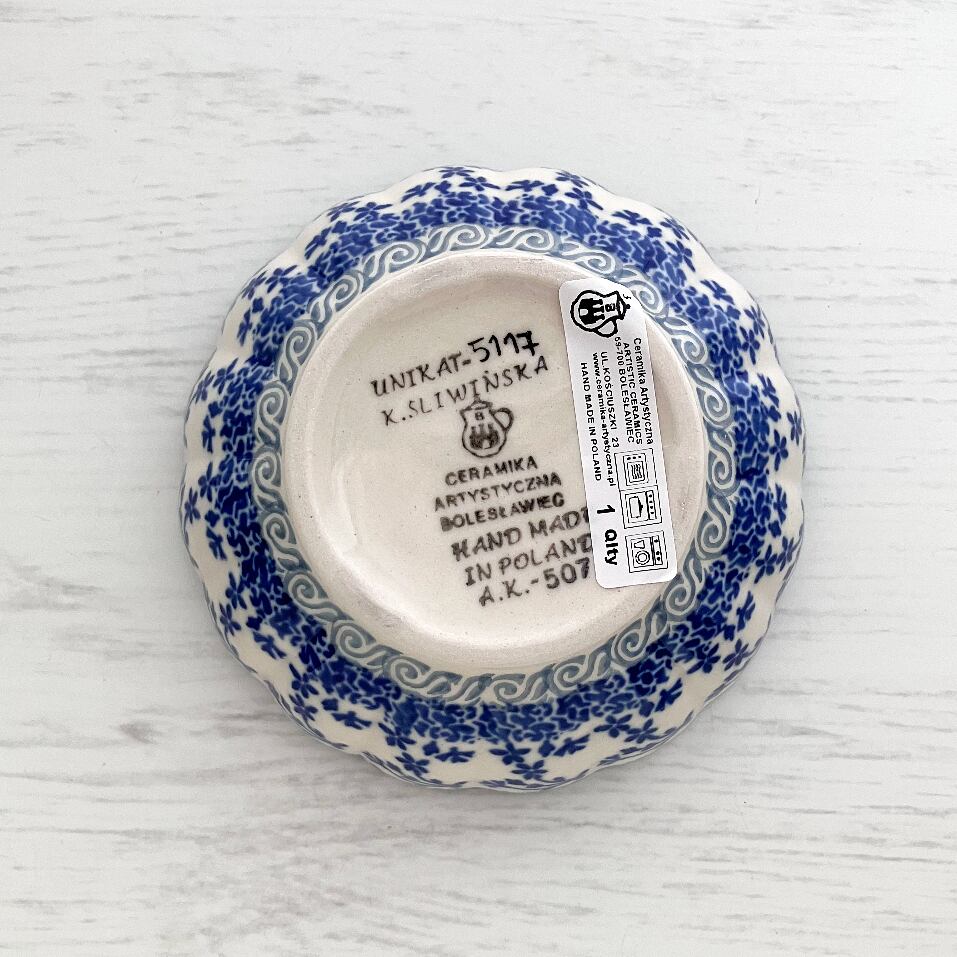 UNIKAT-5117
K.SLIWIŃSKA
CERAMIKA
ARTYSTYCZNA
BOLESŁAWIEC
HAND MADE
IN POLAND
A.K.-507
Ceramika Artystyczna
ARTISTIC CERAMICS
59-700 BOLESŁAWIEC
UL.KOŚCIUSZKI 23
www.ceramika-artystyczna.pl
HAND MADE IN POLAND
1 Qlty